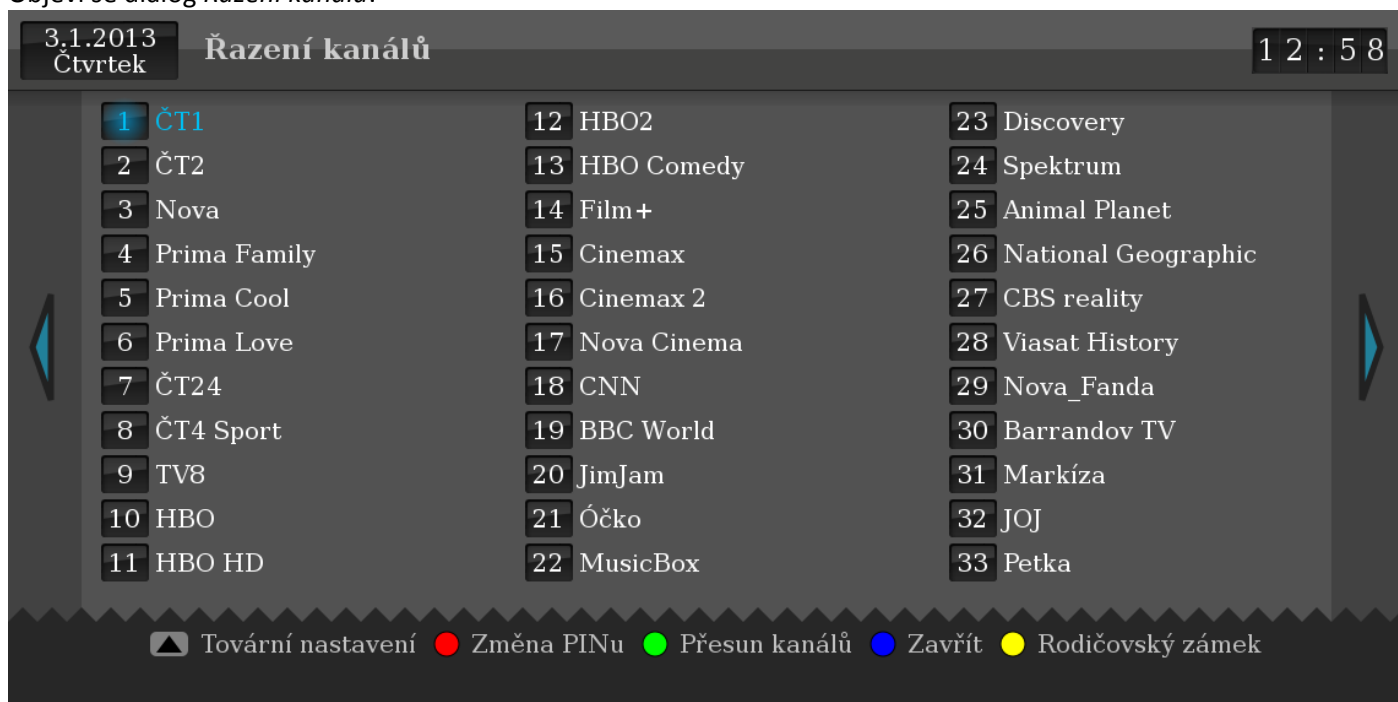 Objeví se dialog Řazení kanálů.
3.1.2013
Čtvrtek
Řazení kanálů
12:58
1 ČT1
2 ČT2
3 Nova
4 Prima Family
5 Prima Cool
6 Prima Love
7 ČT24
8 ČT4 Sport
9 TV8
10 HBO
11 HBO HD
12 HBO2
13 HBO Comedy
14 Film+
15 Cinemax
16 Cinemax 2
17 Nova Cinema
18 CNN
19 BBC World
20 JimJam
21 Óčko
22 MusicBox
23 Discovery
24 Spektrum
25 Animal Planet
26 National Geographic
27 CBS reality
28 Viasat History
29 Nova_Fanda
30 Barrandov TV
31 Markíza
32 JOJ
33 Petka
Tovární nastavení Změna PINu Přesun kanálů Zavřít Rodičovský zámek